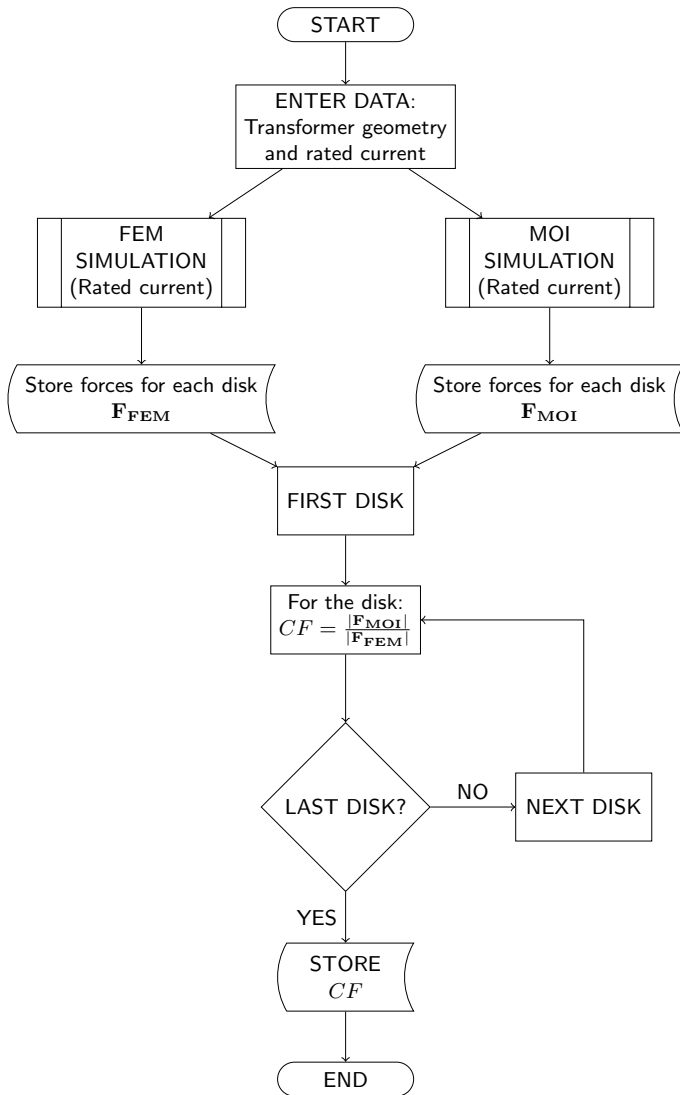 START
ENTER DATA:
Transformer geometry
and rated current
FEM
SIMULATION
(Rated current)
MOI
SIMULATION
(Rated current)
Store forces for each disk
F_FEM
Store forces for each disk
F_MOI
FIRST DISK
For the disk:
CF = |F_MOI| / |F_FEM|
LAST DISK?
NO
NEXT DISK
YES
STORE
CF
END